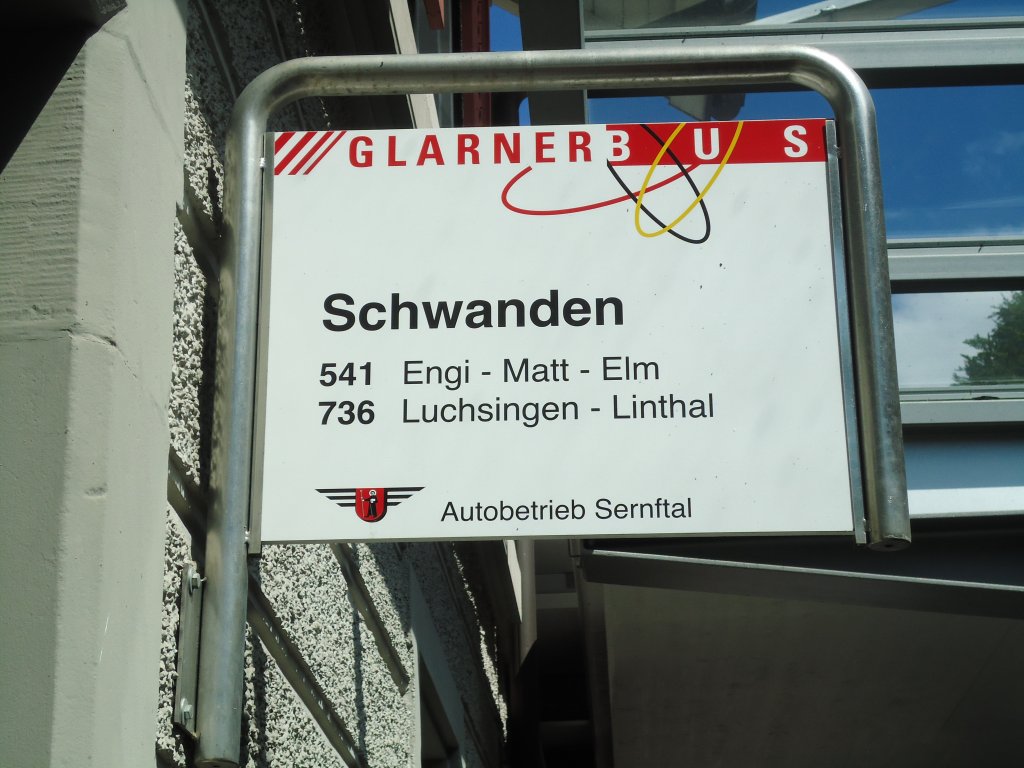 GLARNERBUS
Schwanden
541 Engi - Matt - Elm
736 Luchsingen - Linthal
Autobetrieb Sernftal